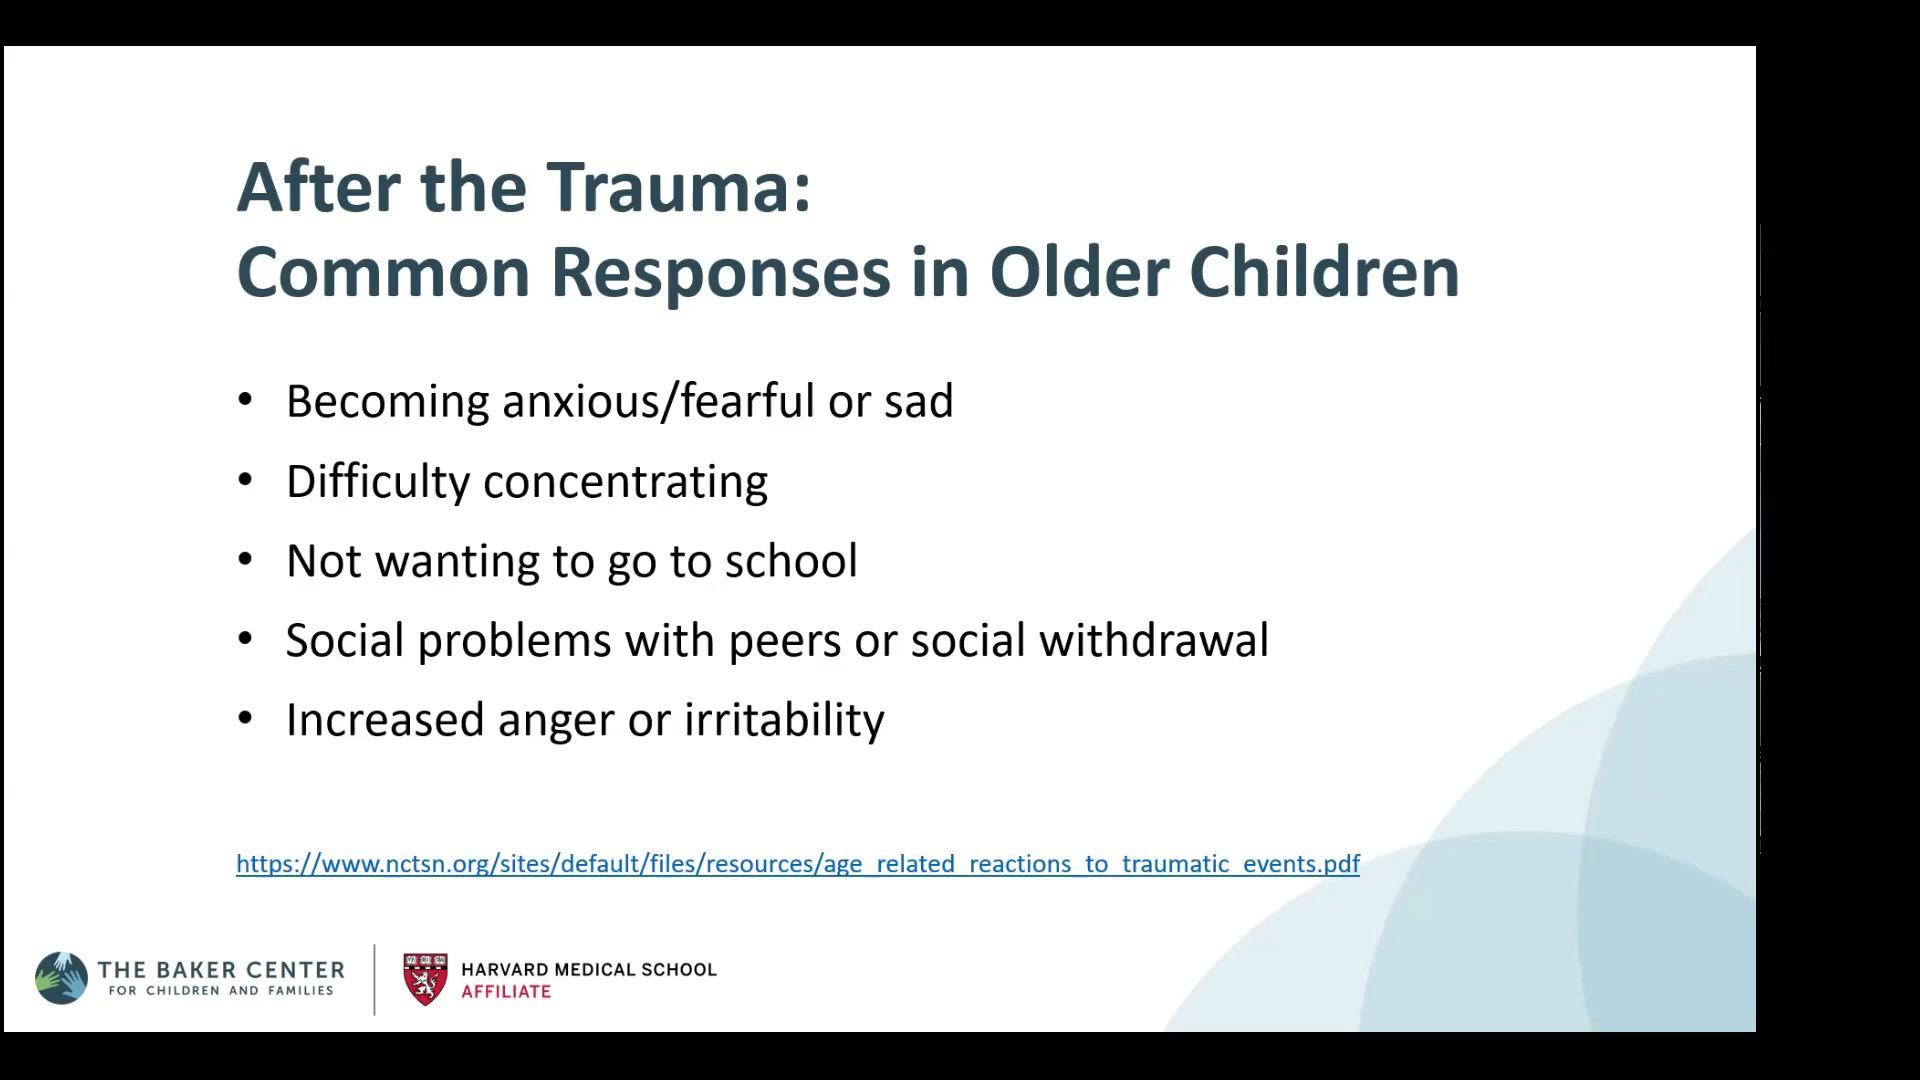 After the Trauma:
Common Responses in Older Children
• Becoming anxious/fearful or sad
• Difficulty concentrating
• Not wanting to go to school
• Social problems with peers or social withdrawal
• Increased anger or irritability
https://www.nctsn.org/sites/default/files/resources/age_related_reactions_to_traumatic_events.pdf
THE BAKER CENTER
FOR CHILDREN AND FAMILIES
HARVARD MEDICAL SCHOOL
AFFILIATE